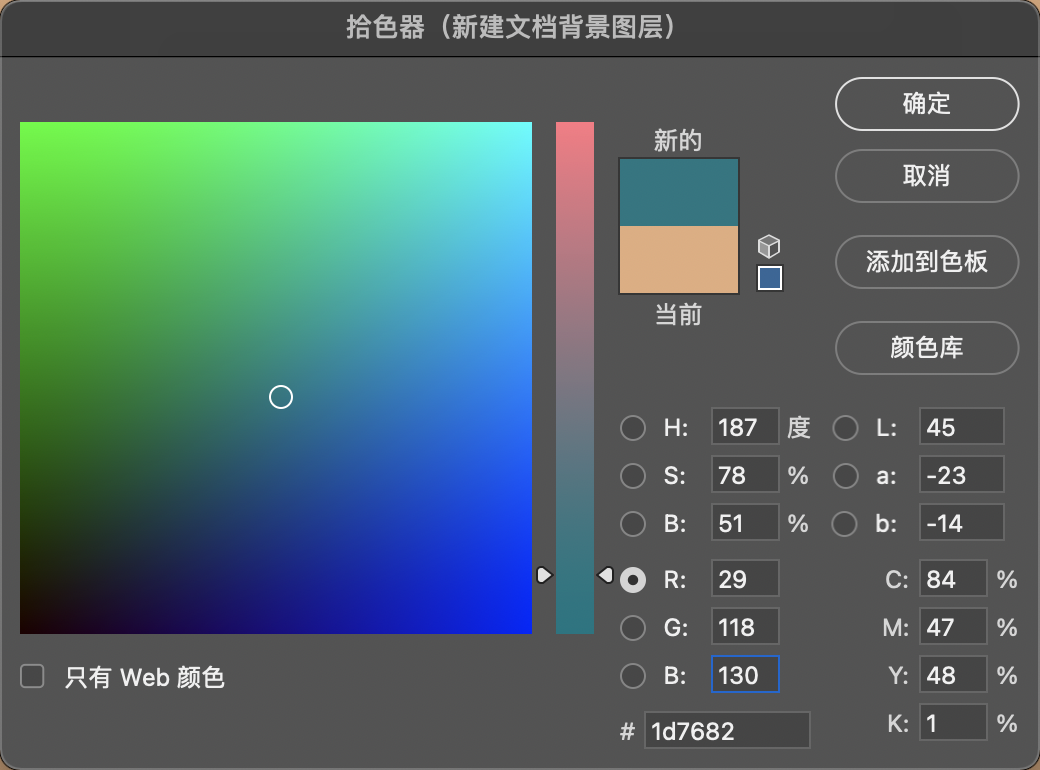 拾色器（新建文档背景图层）
确定
新的
取消
添加到色板
当前
颜色库
H: 187 度 L: 45
S: 78 % a: -23
B: 51 % b: -14
R: 29 C: 84 %
G: 118 M: 47 %
B: 130 Y: 48 %
只有 Web 颜色
K: 1 %
# 1d7682